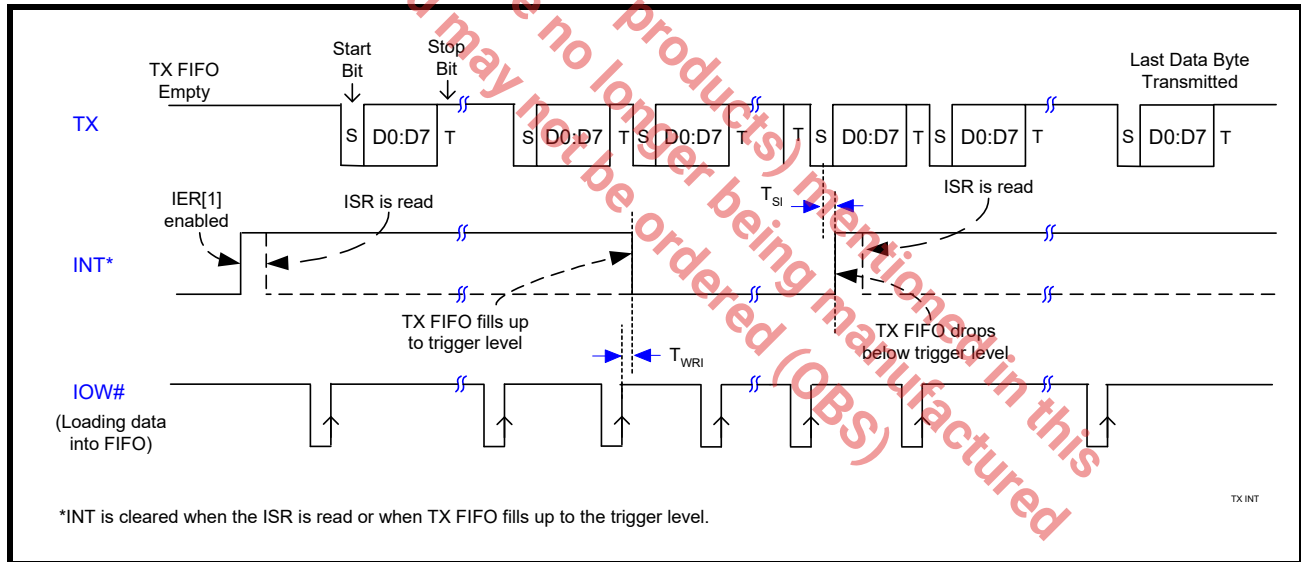 Start
Bit
Stop
Bit
TX FIFO
Empty
Last Data Byte
Transmitted
TX
S D0:D7 T S D0:D7 T S D0:D7 T T S D0:D7 T S D0:D7 T S D0:D7 T
IER[1]
enabled
ISR is read
TSI
ISR is read
INT*
TX FIFO fills up
to trigger level
TX FIFO drops
below trigger level
TWRI
IOW#
(Loading data
into FIFO)
*INT is cleared when the ISR is read or when TX FIFO fills up to the trigger level.
TX INT
products) mentioned in this
e no longer being manufactured
d may not be ordered (OBS)